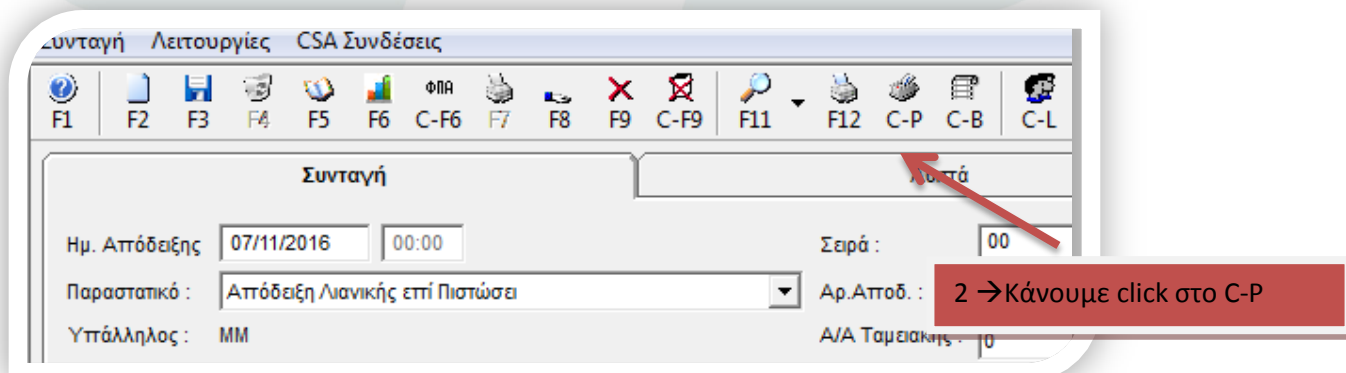 Συνταγή Λειτουργίες CSA Συνδέσεις
ΦΠΑ
F1 F2 F3 F4 F5 F6 C-F6 F7 F8 F9 C-F9 F11 F12 C-P C-B C-L
Συνταγή
Ημ. Απόδειξης 07/11/2016 00:00 Σειρά : 00
Παραστατικό : Απόδειξη Λιανικής επί Πιστώσει Αρ.Αποδ. :
2 →Κάνουμε click στο C-P
Υπάλληλος : MM Α/Α Ταμειακής : 0